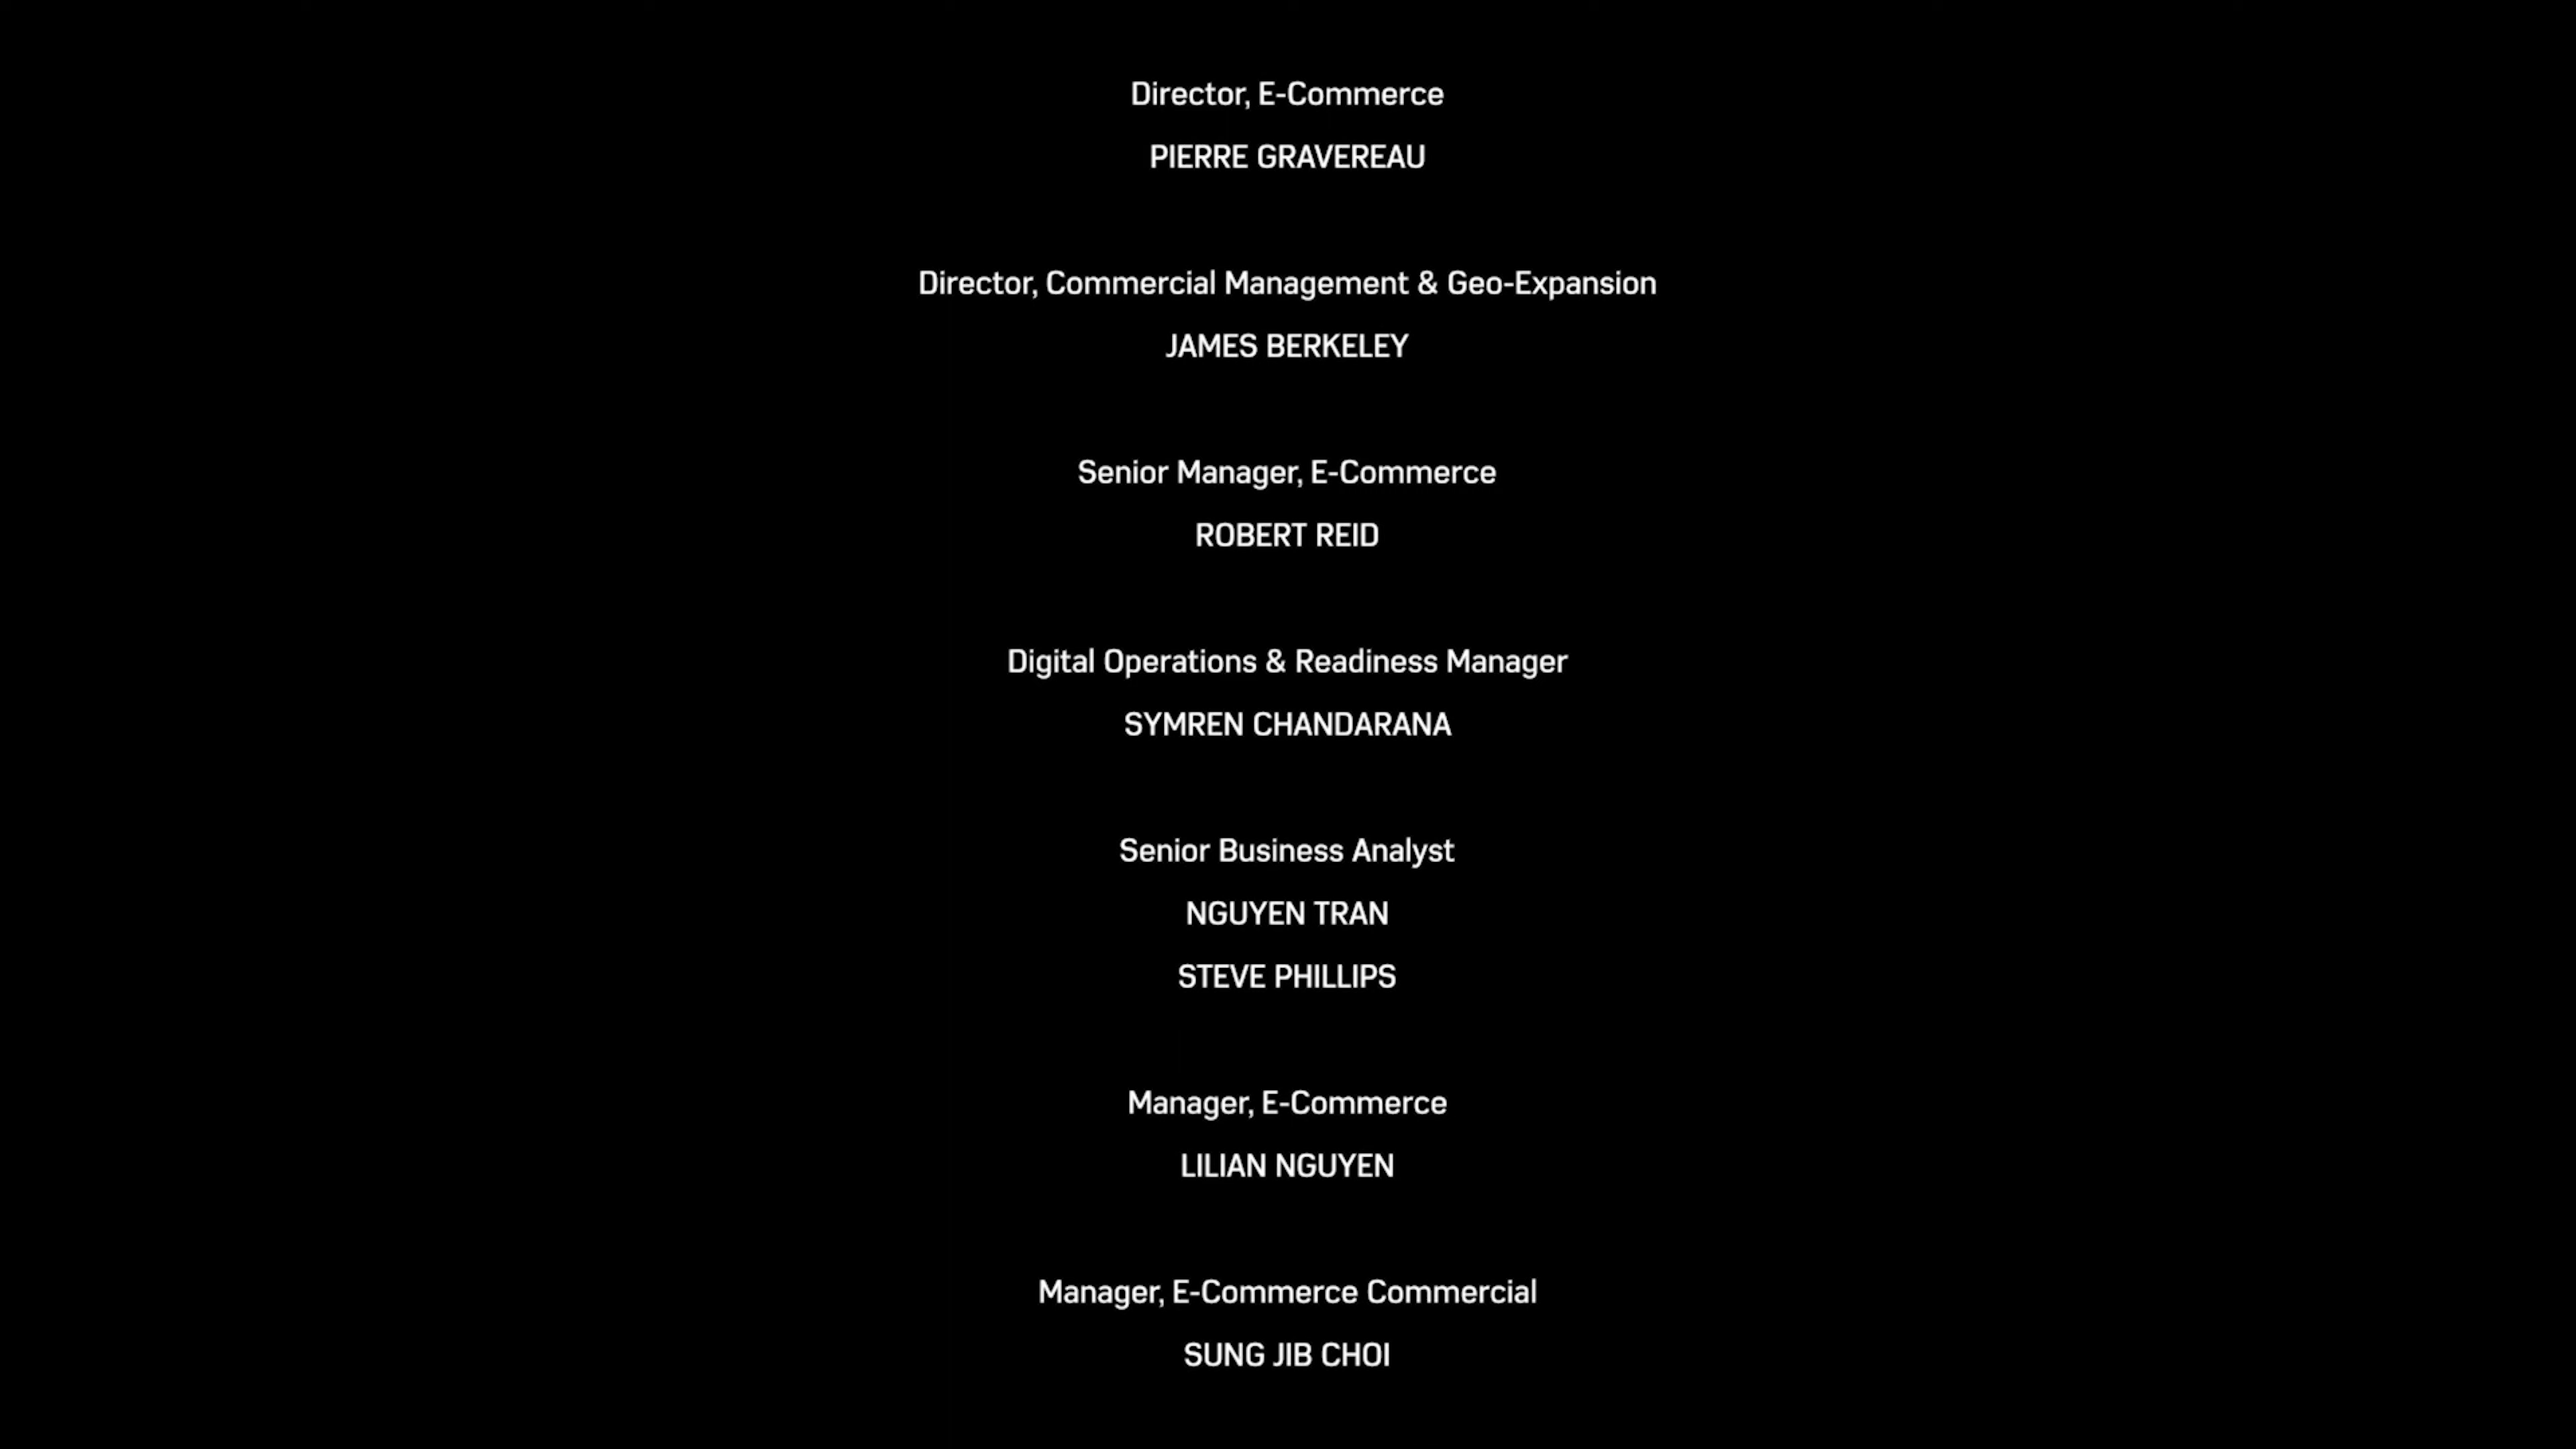 Director, E-Commerce
PIERRE GRAVEREAU
Director, Commercial Management & Geo-Expansion
JAMES BERKELEY
Senior Manager, E-Commerce
ROBERT REID
Digital Operations & Readiness Manager
SYMREN CHANDARANA
Senior Business Analyst
NGUYEN TRAN
STEVE PHILLIPS
Manager, E-Commerce
LILIAN NGUYEN
Manager, E-Commerce Commercial
SUNG JIB CHOI